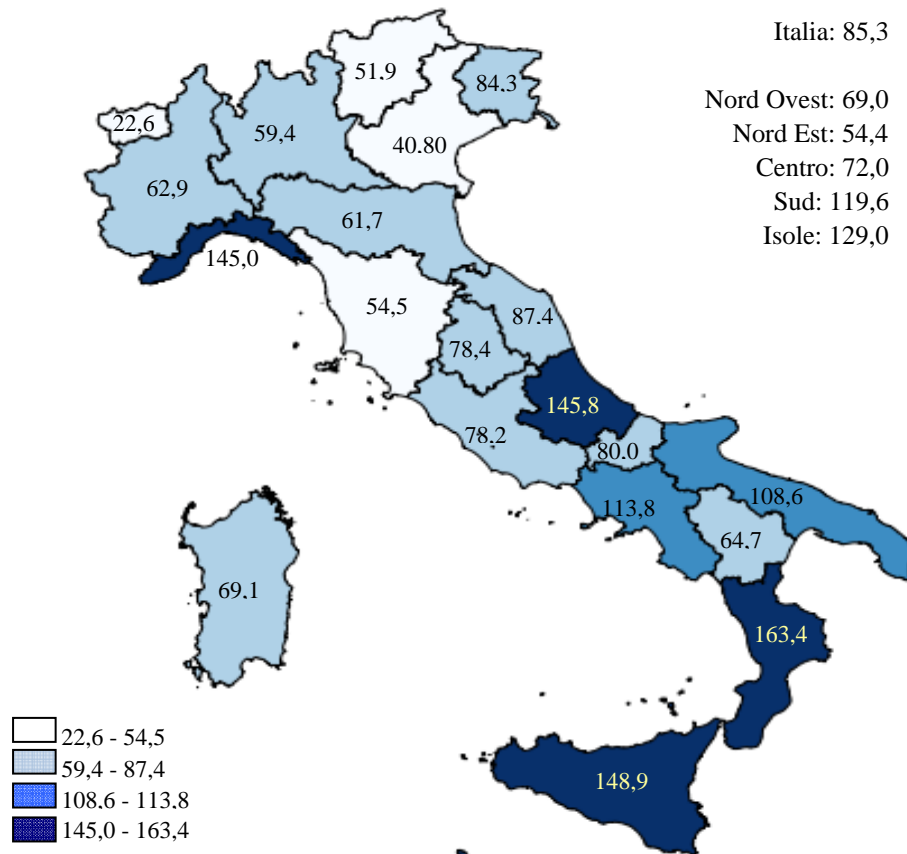 Italia: 85,3
Nord Ovest: 69,0
Nord Est: 54,4
Centro: 72,0
Sud: 119,6
Isole: 129,0
51,9
84,3
22,6
59,4
40.80
62,9
61,7
145,0
54,5
87,4
78,4
145,8
78,2
80,0
113,8
108,6
64,7
69,1
163,4
148,9
22,6 - 54,5
59,4 - 87,4
108,6 - 113,8
145,0 - 163,4